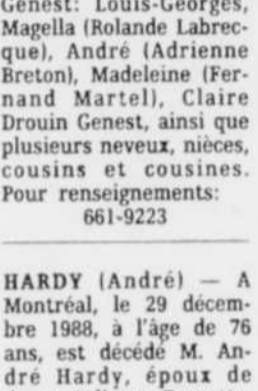 Genest: Louis-Georges,
Magella (Rolande Labrec-
que), André (Adrienne
Breton), Madeleine (Fer-
nand Martel), Claire
Drouin Genest, ainsi que
plusieurs neveux, nièces,
cousins et cousines.
Pour renseignements:
661-9223
HARDY (André) — A
Montréal, le 29 décem-
bre 1988, à l'âge de 76
ans, est décédé M. An-
dré Hardy, époux de